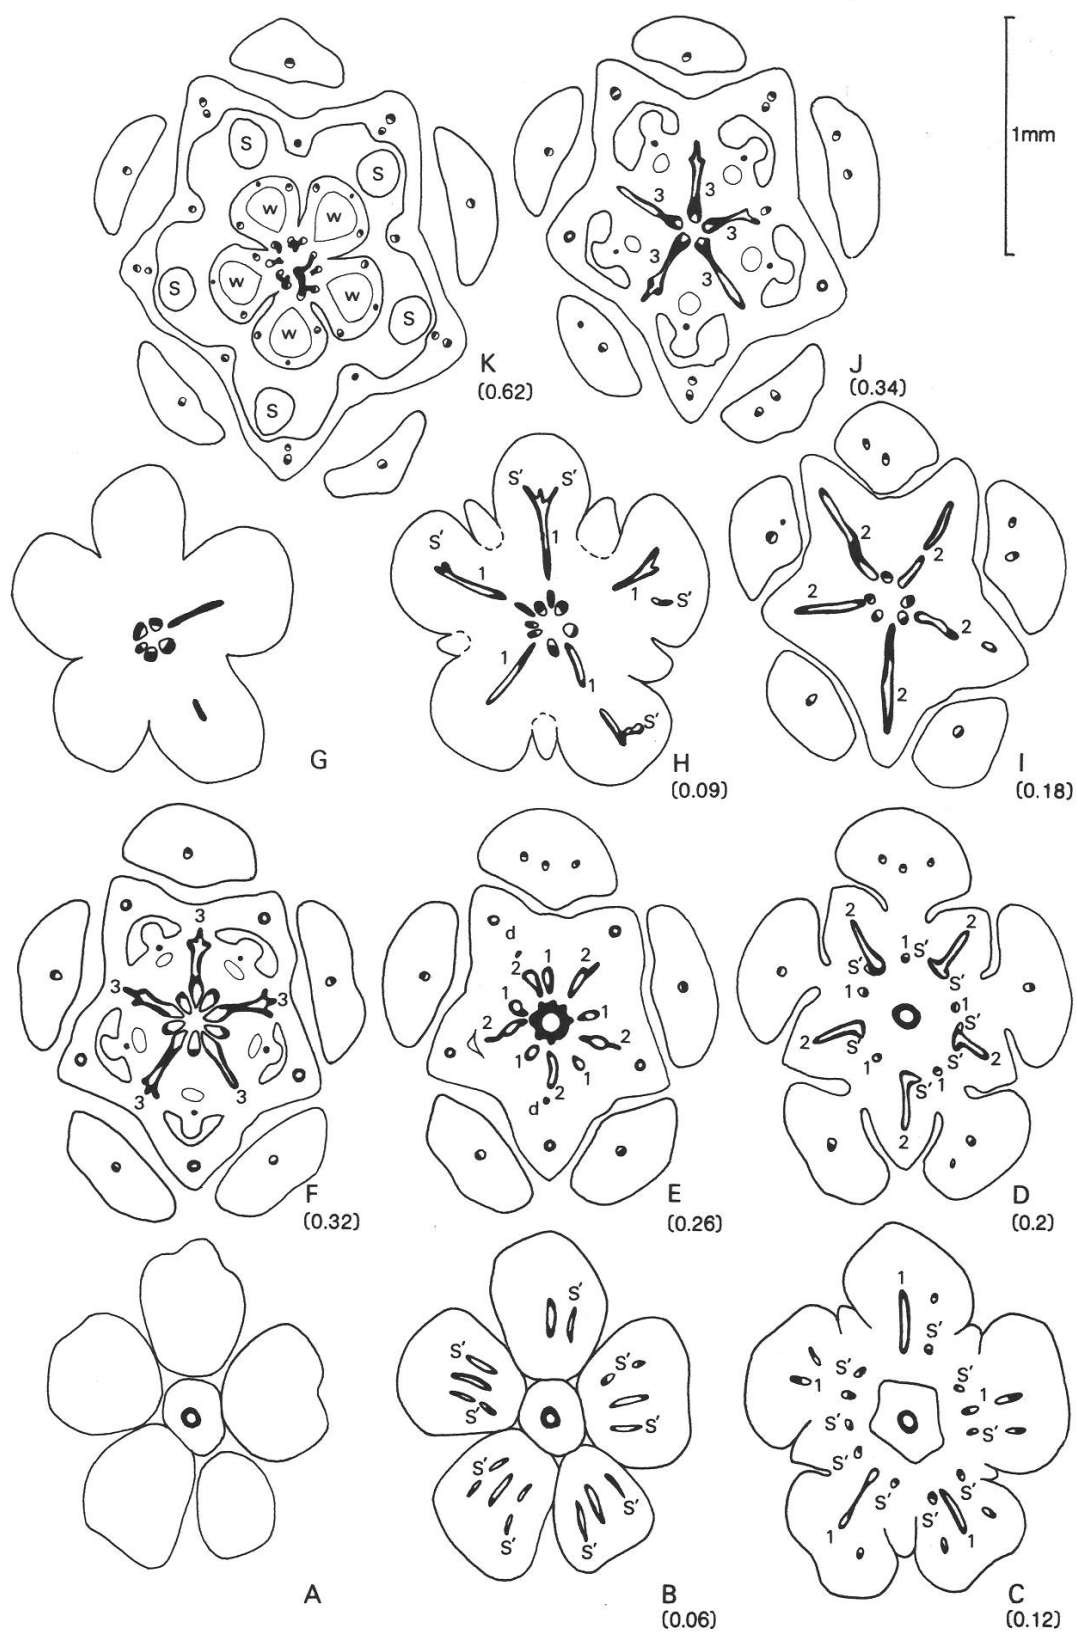 1mm
S
S
W
W
W
W
S
W
S
S
K
(0.62)
3
3
3
3
3
J
(0.34)
G
S' S'
1
S'
1
1
S'
1
1
S'
H
(0.09)
2
2
2
2
2
I
(0.18)
3
3
3
3
3
F
(0.32)
d
2 1 2
1
1
2
2
1
1
2
d
E
(0.26)
2
2
1 S'
S'
S'
1
1
S'
2
S'
S'
2
1
S'
1
2
D
(0.2)
A
S'
S'
S'
S'
S'
S'
S'
S'
S'
B
(0.06)
1
S'
S'
S'
1
1
S'
S'
S'
S'
S'
S'
1
1
C
(0.12)